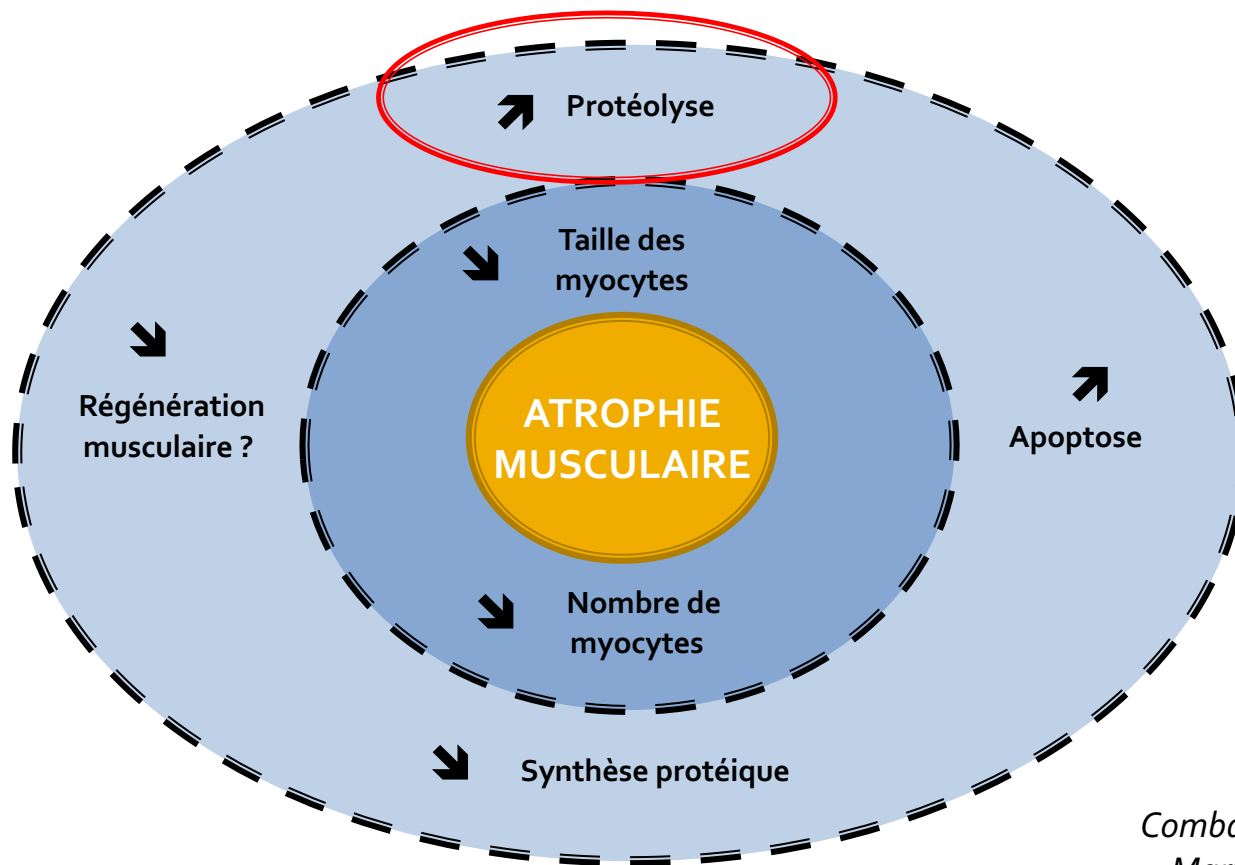 Protéolyse
Taille des
myocytes
Régénération
musculaire ?
ATROPHIE
MUSCULAIRE
Apoptose
Nombre de
myocytes
Synthèse protéique